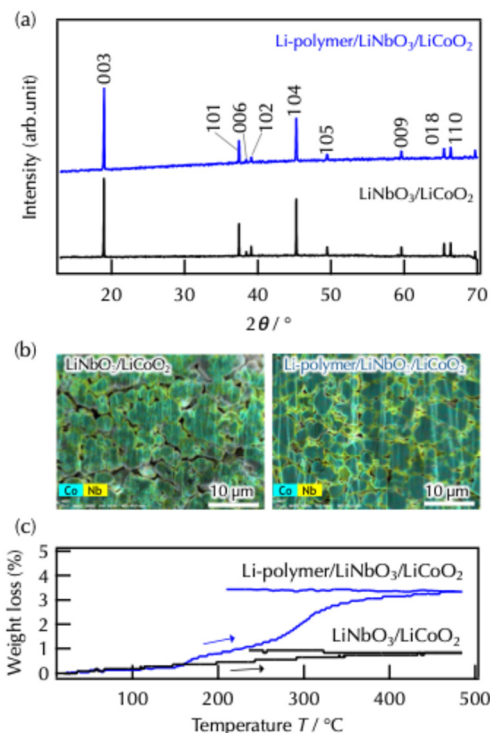 (a)
Li-polymer/LiNbO₃/LiCoO₂
003
101
006
102
104
105
009
018
110
LiNbO₃/LiCoO₂
Intensity (arb.unit)
20 30 40 50 60 70
2θ / °
(b)
LiNbO₃/LiCoO₂
Li-polymer/LiNbO₃/LiCoO₂
Co Nb
10 μm
Co Nb
10 μm
(c)
5
4
3
2
1
0
Weight loss (%)
Li-polymer/LiNbO₃/LiCoO₂
LiNbO₃/LiCoO₂
100 200 300 400 500
Temperature T / °C